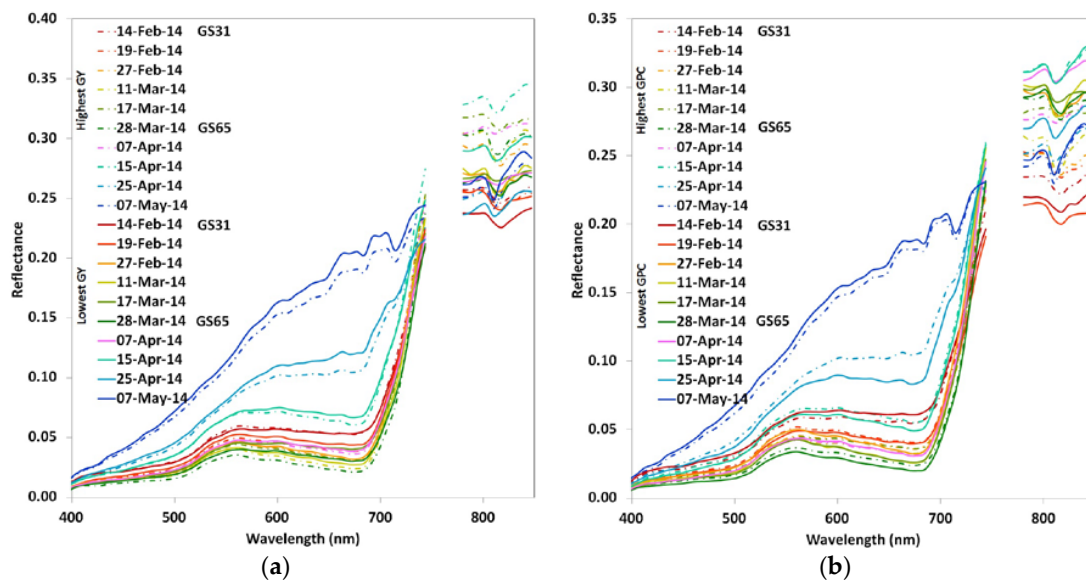 0.40
0.35
0.30
0.25
0.20
0.15
0.10
0.05
0.00
Reflectance
Highest GY
Lowest GY
14-Feb-14 GS31
19-Feb-14
27-Feb-14
11-Mar-14
17-Mar-14
28-Mar-14 GS65
07-Apr-14
15-Apr-14
25-Apr-14
07-May-14
14-Feb-14 GS31
19-Feb-14
27-Feb-14
11-Mar-14
17-Mar-14
28-Mar-14 GS65
07-Apr-14
15-Apr-14
25-Apr-14
07-May-14
400 500 600 700 800
Wavelength (nm)
(a)
0.35
0.30
0.25
0.20
0.15
0.10
0.05
0.00
Reflectance
Highest GPC
Lowest GPC
14-Feb-14 GS31
19-Feb-14
27-Feb-14
11-Mar-14
17-Mar-14
28-Mar-14 GS65
07-Apr-14
15-Apr-14
25-Apr-14
07-May-14
14-Feb-14 GS31
19-Feb-14
27-Feb-14
11-Mar-14
17-Mar-14
28-Mar-14 GS65
07-Apr-14
15-Apr-14
25-Apr-14
07-May-14
400 500 600 700 800
Wavelength (nm)
(b)